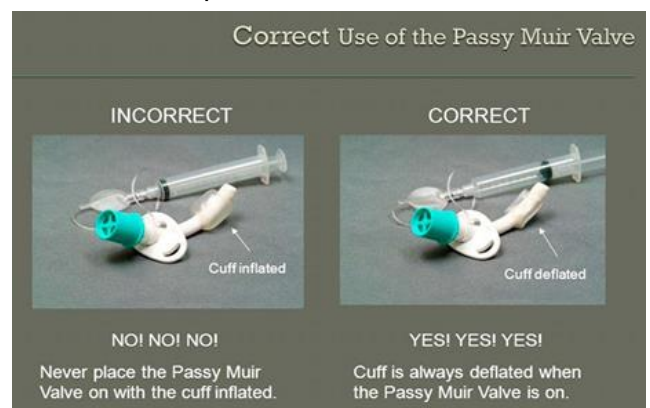 Correct Use of the Passy Muir Valve
INCORRECT
Cuff inflated
NO! NO! NO!
Never place the Passy Muir
Valve on with the cuff inflated.
CORRECT
Cuff deflated
YES! YES! YES!
Cuff is always deflated when
the Passy Muir Valve is on.